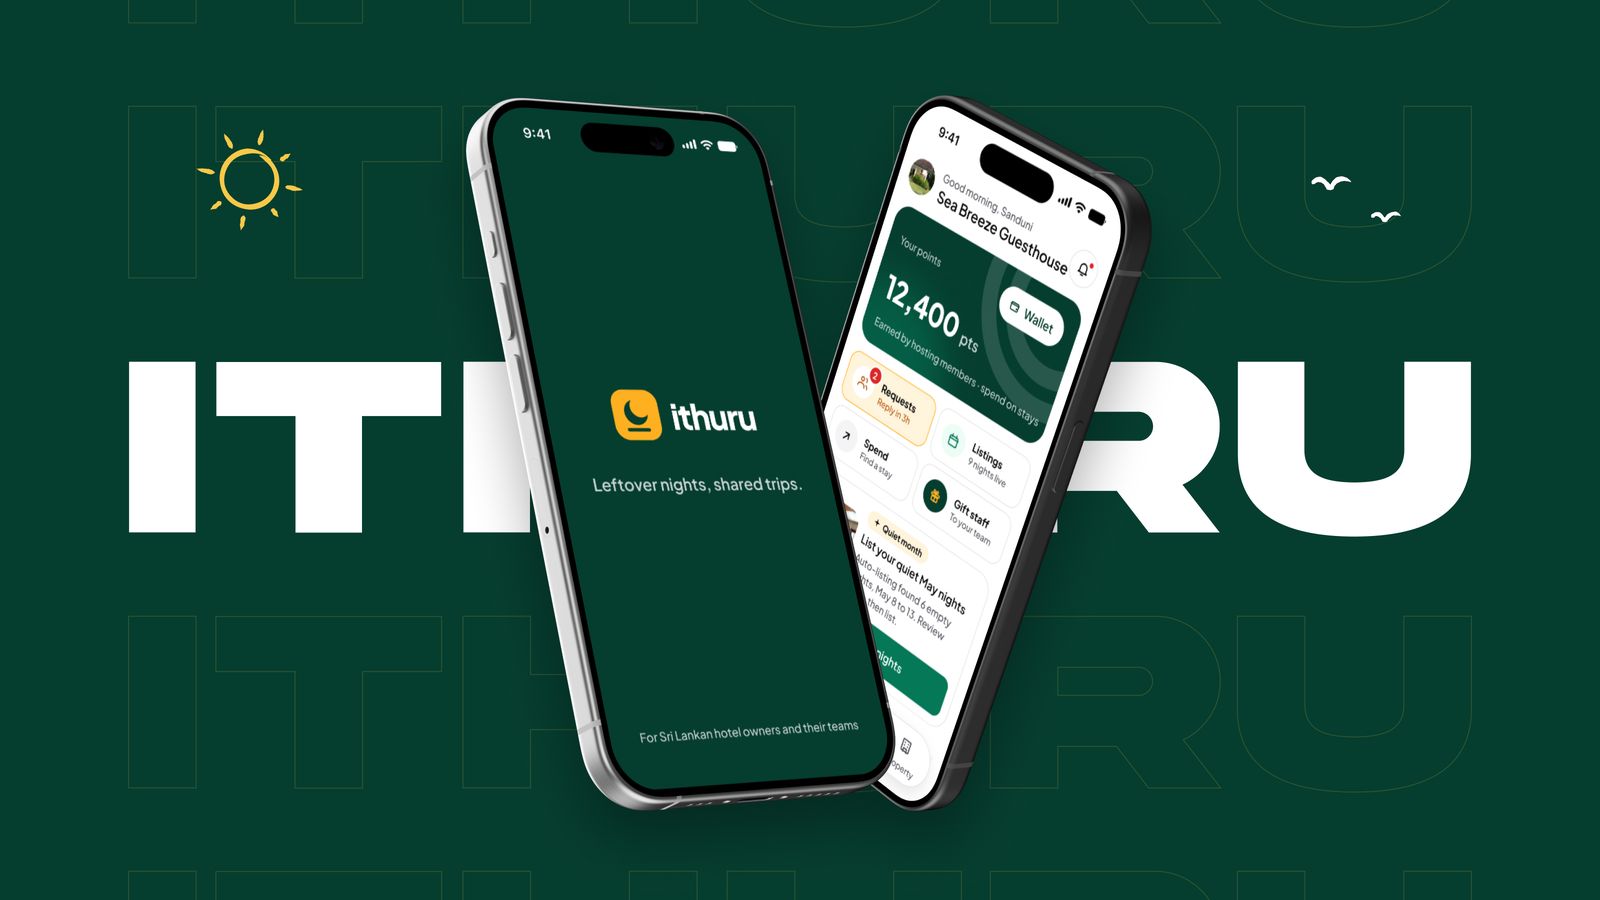 ITHURU
9:41
ithuru
Leftover nights, shared trips.
For Sri Lankan hotel owners and their teams
9:41
Good morning, Sanduni
Sea Breeze Guesthouse
Your points
12,400 pts
Wallet
Earned by hosting members · spend on stays
2
Requests
Reply in 3h
Listings
9 nights live
Spend
Find a stay
Gift staff
To your team
Quiet month
List your quiet May nights
Auto-listing found 6 empty
hts, May 8 to 13. Review
then list.
nights
operty